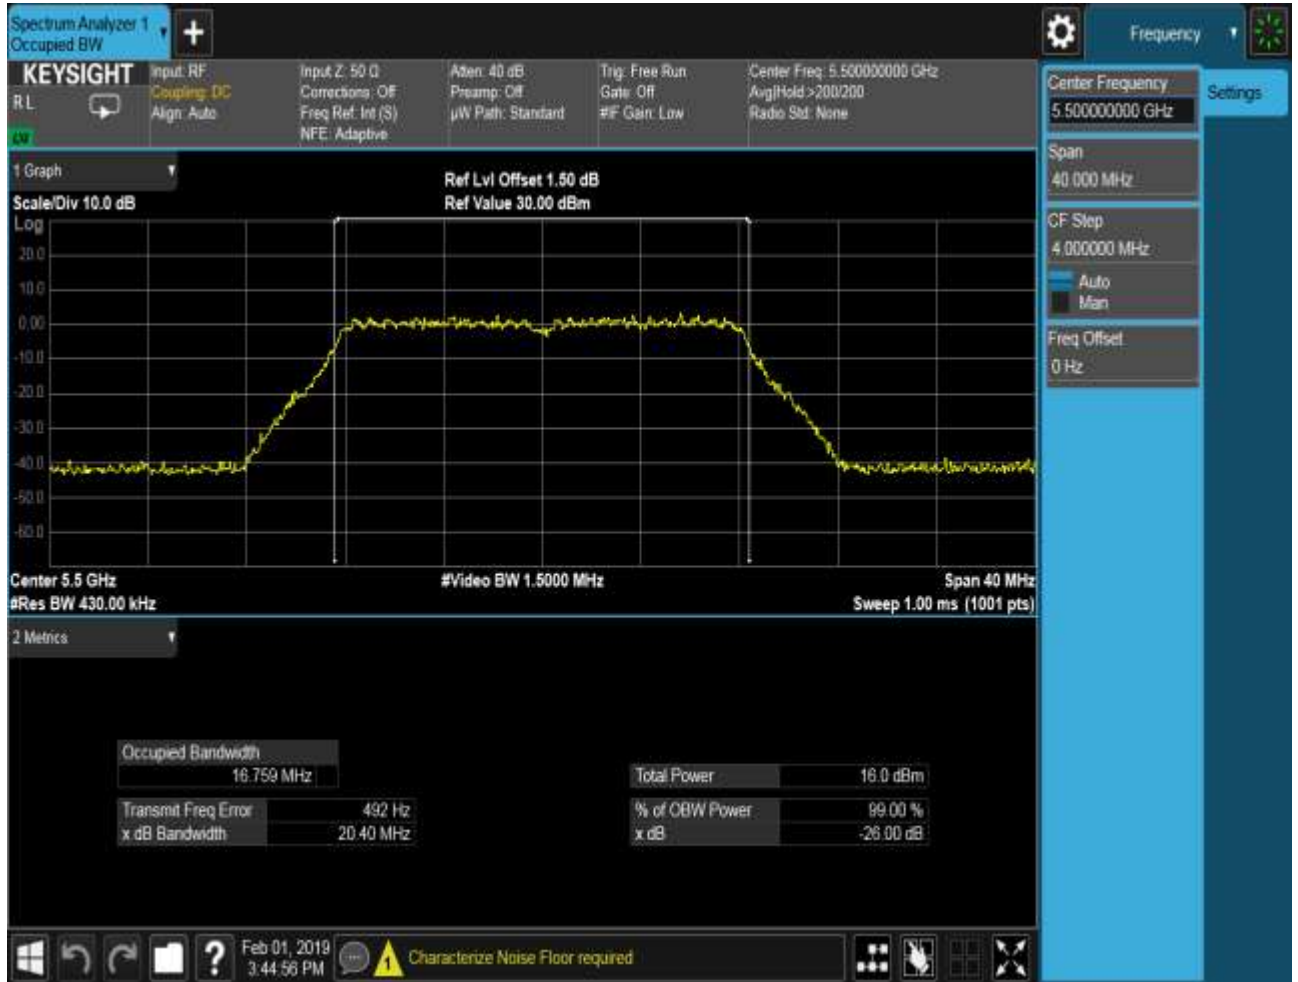 Spectrum Analyzer 1
Occupied BW
Frequency
KEYSIGHT
RL
Input: RF
Coupling: DC
Align: Auto
Input Z: 50 Ω
Corrections: Off
Freq Ref: Int (S)
NFE: Adaptive
Atten: 40 dB
Preamp: Off
µW Path: Standard
Trig: Free Run
Gate: Off
#IF Gain: Low
Center Freq: 5.500000000 GHz
Avg|Hold:>200/200
Radio Std: None
Center Frequency
5.500000000 GHz
Settings
Span
40.000 MHz
CF Step
4.000000 MHz
Auto
Man
Freq Offset
0 Hz
1 Graph
Scale/Div 10.0 dB
Ref Lvl Offset 1.50 dB
Ref Value 30.00 dBm
Log
20.0
10.0
0.00
-10.0
-20.0
-30.0
-40.0
-50.0
-60.0
Center 5.5 GHz
#Res BW 430.00 kHz
#Video BW 1.5000 MHz
Span 40 MHz
Sweep 1.00 ms (1001 pts)
2 Metrics
Occupied Bandwidth
16.759 MHz
Transmit Freq Error 492 Hz
x dB Bandwidth 20.40 MHz
Total Power 16.0 dBm
% of OBW Power 99.00 %
x dB -26.00 dB
?
Feb 01, 2019
3:44:56 PM
1
Characterize Noise Floor required